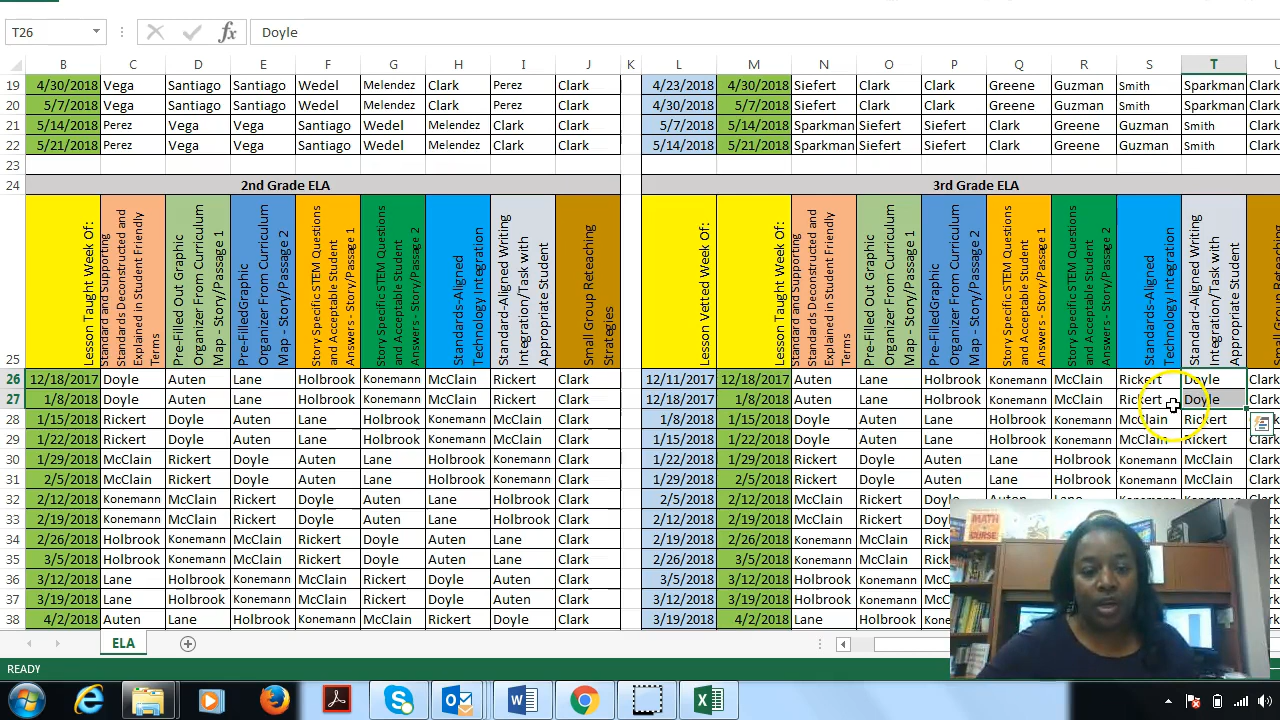 T26 fx Doyle
B C D E F G H I J K L M N O P Q R S T U
19 4/30/2018 Vega Santiago Santiago Wedel Melendez Clark Perez Clark 4/23/2018 4/30/2018 Siefert Clark Clark Greene Guzman Smith Sparkman Clark
20 5/7/2018 Vega Santiago Santiago Wedel Melendez Clark Perez Clark 4/30/2018 5/7/2018 Siefert Clark Clark Greene Guzman Smith Sparkman Clark
21 5/14/2018 Perez Vega Vega Santiago Wedel Melendez Clark Clark 5/7/2018 5/14/2018 Sparkman Siefert Siefert Clark Greene Guzman Smith Clark
22 5/21/2018 Perez Vega Vega Santiago Wedel Melendez Clark Clark 5/14/2018 5/21/2018 Sparkman Siefert Siefert Clark Greene Guzman Smith Clark
23
24 2nd Grade ELA 3rd Grade ELA
25
Lesson Taught Week Of:
Standard and Supporting
Standards Deconstructed and
Explained in Student Friendly
Terms
Pre-Filled Out Graphic
Organizer From Curriculum
Map - Story/Passage 1
Pre-FilledGraphic
Organizer From Curriculum
Map - Story/Passage 2
Story Specific STEM Questions
and Acceptable Student
Answers - Story/Passage 1
Story Specific STEM Questions
and Acceptable Student
Answers - Story/Passage 2
Standards-Aligned
Technology Integration
Standard-Aligned Writing
Integration/Task with
Appropriate Student
Small Group Reteaching
Strategies
Lesson Vetted Week Of:
Lesson Taught Week Of:
Standard and Supporting
Standards Deconstructed and
Explained in Student Friendly
Terms
Pre-Filled Out Graphic
Organizer From Curriculum
Map - Story/Passage 1
Pre-FilledGraphic
Organizer From Curriculum
Map - Story/Passage 2
Story Specific STEM Questions
and Acceptable Student
Answers - Story/Passage 1
Story Specific STEM Questions
and Acceptable Student
Answers - Story/Passage 2
Standards-Aligned
Technology Integration
Standard-Aligned Writing
Integration/Task with
Appropriate Student
Small Group Reteaching
26 12/18/2017 Doyle Auten Lane Holbrook Konemann McClain Rickert Clark 12/11/2017 12/18/2017 Auten Lane Holbrook Konemann McClain Rickert Doyle Clark
27 1/8/2018 Doyle Auten Lane Holbrook Konemann McClain Rickert Clark 12/18/2017 1/8/2018 Auten Lane Holbrook Konemann McClain Rickert Doyle Clark
28 1/15/2018 Rickert Doyle Auten Lane Holbrook Konemann McClain Clark 1/8/2018 1/15/2018 Doyle Auten Lane Holbrook Konemann McClain Rickert
29 1/22/2018 Rickert Doyle Auten Lane Holbrook Konemann McClain Clark 1/15/2018 1/22/2018 Doyle Auten Lane Holbrook Konemann McClain Rickert
30 1/29/2018 McClain Rickert Doyle Auten Lane Holbrook Konemann Clark 1/22/2018 1/29/2018 Rickert Doyle Auten Lane Holbrook Konemann McClain Clark
31 2/5/2018 McClain Rickert Doyle Auten Lane Holbrook Konemann Clark 1/29/2018 2/5/2018 Rickert Doyle Auten Lane Holbrook Konemann McClain Clark
32 2/12/2018 Konemann McClain Rickert Doyle Auten Lane Holbrook Clark 2/5/2018 2/12/2018 McClain Rickert Doyle Auten Lane
33 2/19/2018 Konemann McClain Rickert Doyle Auten Lane Holbrook Clark 2/12/2018 2/19/2018 McClain Rickert
34 2/26/2018 Holbrook Konemann McClain Rickert Doyle Auten Lane Clark 2/19/2018 2/26/2018 Konemann McClain
35 3/5/2018 Holbrook Konemann McClain Rickert Doyle Auten Lane Clark 2/26/2018 3/5/2018 Konemann McClain
36 3/12/2018 Lane Holbrook Konemann McClain Rickert Doyle Auten Clark 3/5/2018 3/12/2018 Holbrook Konemann
37 3/19/2018 Lane Holbrook Konemann McClain Rickert Doyle Auten Clark 3/12/2018 3/19/2018 Holbrook Konemann
38 4/2/2018 Auten Lane Holbrook Konemann McClain Rickert Doyle Clark 3/19/2018 4/2/2018 Lane Holbrook
ELA
READY